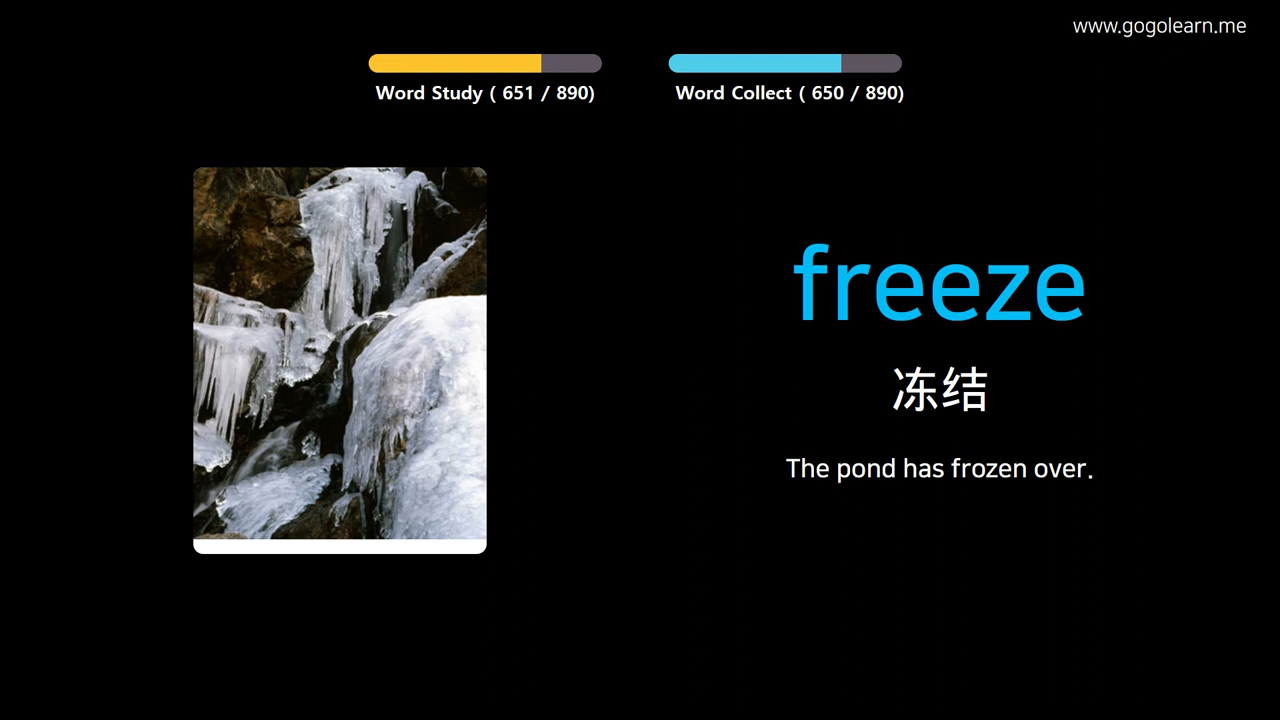 www.gogolearn.me
Word Study ( 651 / 890)
Word Collect ( 650 / 890)
freeze
冻结
The pond has frozen over.